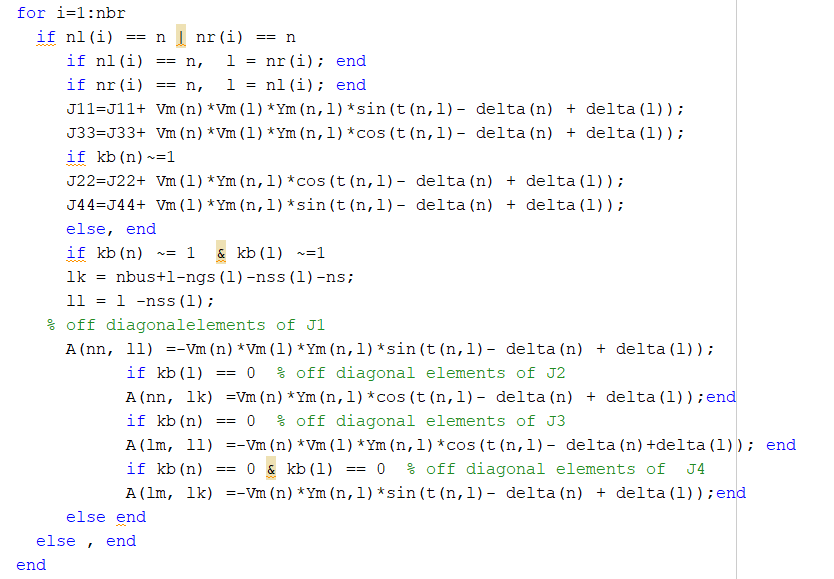 for i=1:nbr
if nl(i) == n | nr(i) == n
if nl(i) == n,  l = nr(i); end
if nr(i) == n,  l = nl(i); end
J11=J11+ Vm(n)*Vm(l)*Ym(n,l)*sin(t(n,l)- delta(n) + delta(l));
J33=J33+ Vm(n)*Vm(l)*Ym(n,l)*cos(t(n,l)- delta(n) + delta(l));
if kb(n)~=1
J22=J22+ Vm(l)*Ym(n,l)*cos(t(n,l)- delta(n) + delta(l));
J44=J44+ Vm(l)*Ym(n,l)*sin(t(n,l)- delta(n) + delta(l));
else, end
if kb(n) ~= 1  & kb(l) ~=1
lk = nbus+l-ngs(l)-nss(l)-ns;
ll = l -nss(l);
% off diagonalelements of J1
A(nn, ll) =-Vm(n)*Vm(l)*Ym(n,l)*sin(t(n,l)- delta(n) + delta(l));
if kb(l) == 0  % off diagonal elements of J2
A(nn, lk) =Vm(n)*Ym(n,l)*cos(t(n,l)- delta(n) + delta(l));end
if kb(n) == 0  % off diagonal elements of J3
A(lm, ll) =-Vm(n)*Vm(l)*Ym(n,l)*cos(t(n,l)- delta(n)+delta(l)); end
if kb(n) == 0 & kb(l) == 0  % off diagonal elements of  J4
A(lm, lk) =-Vm(n)*Ym(n,l)*sin(t(n,l)- delta(n) + delta(l));end
else end
else , end
end